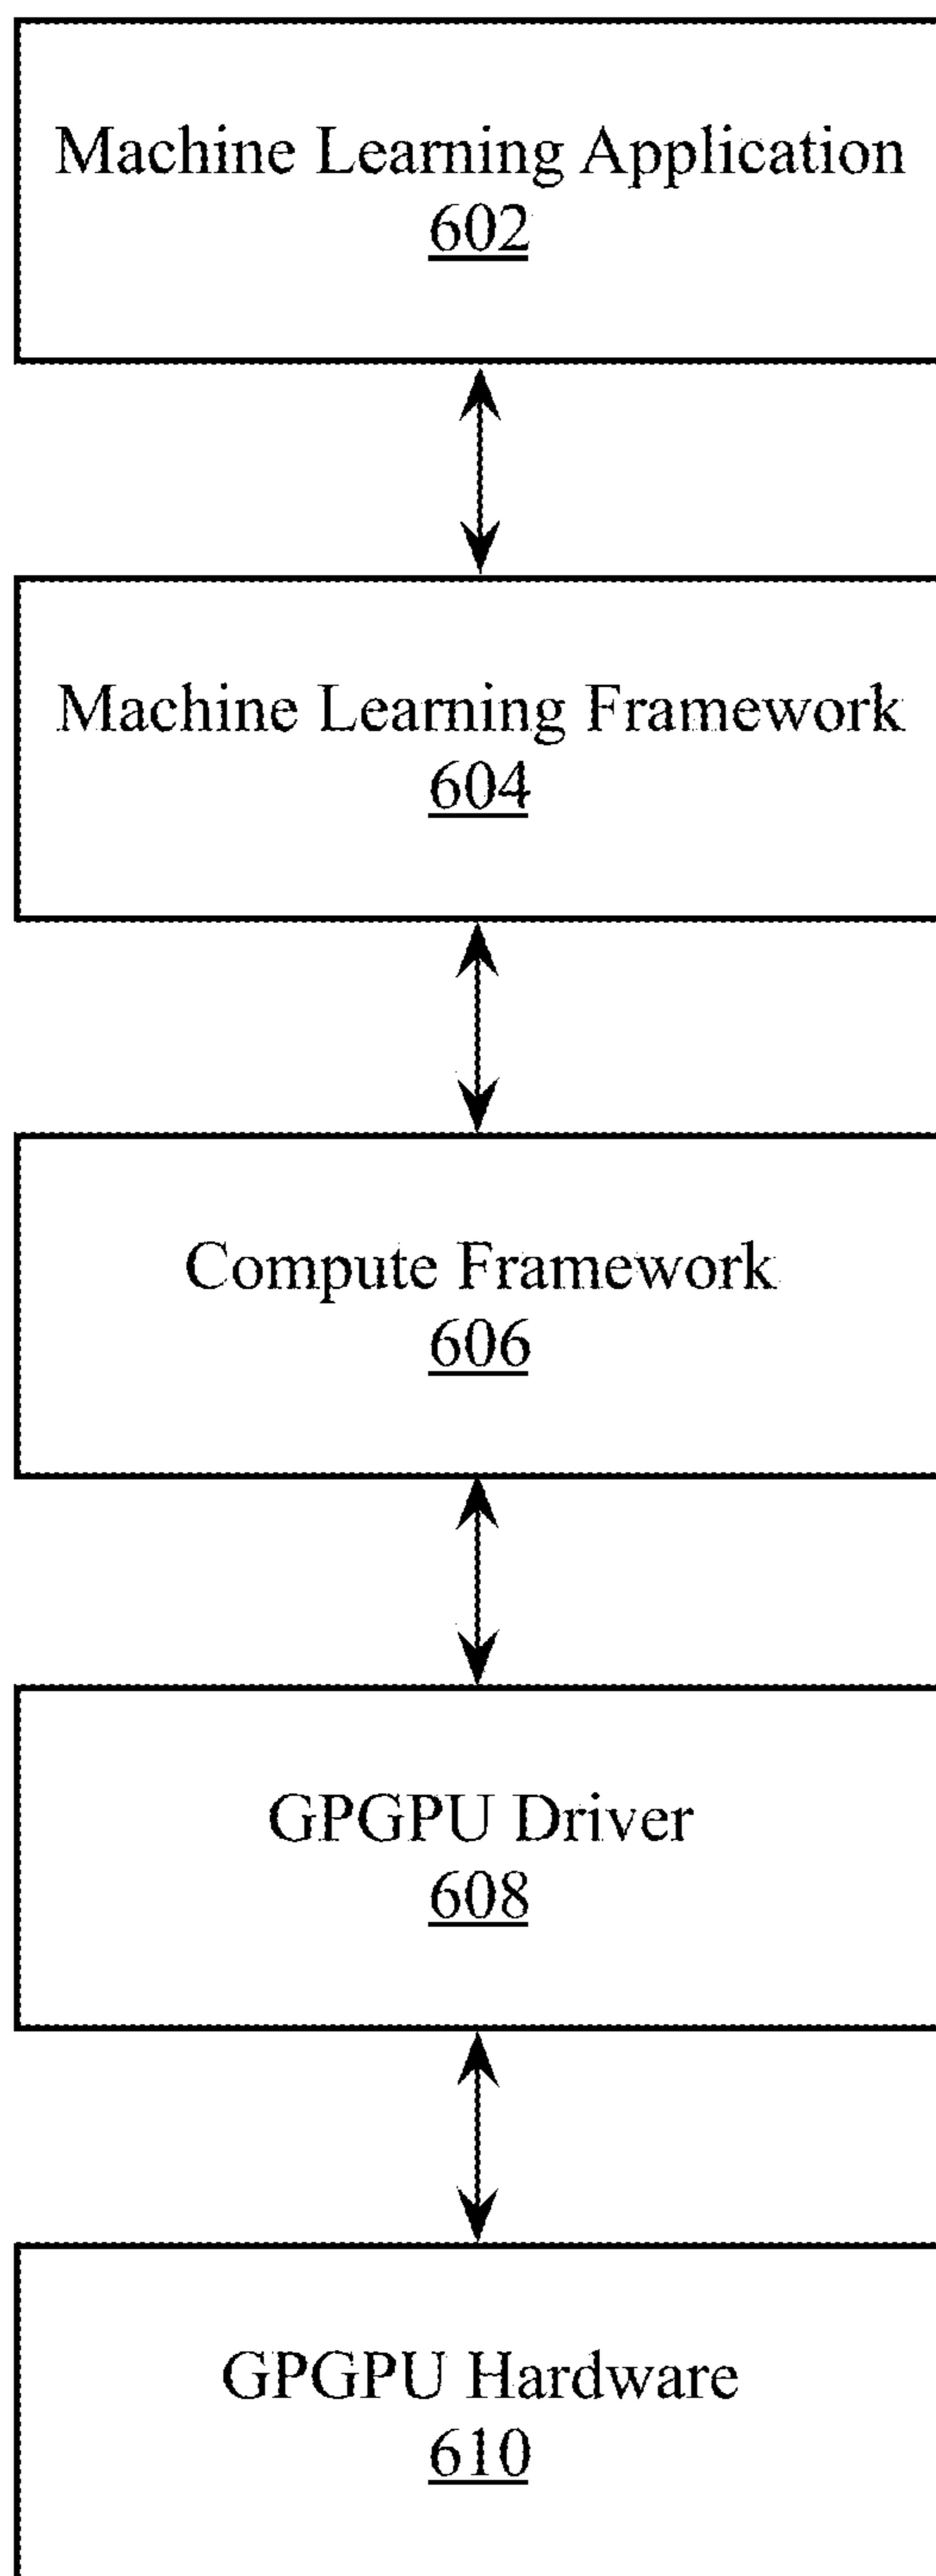 Machine Learning Application
602
Machine Learning Framework
604
Compute Framework
606
GPGPU Driver
608
GPGPU Hardware
610